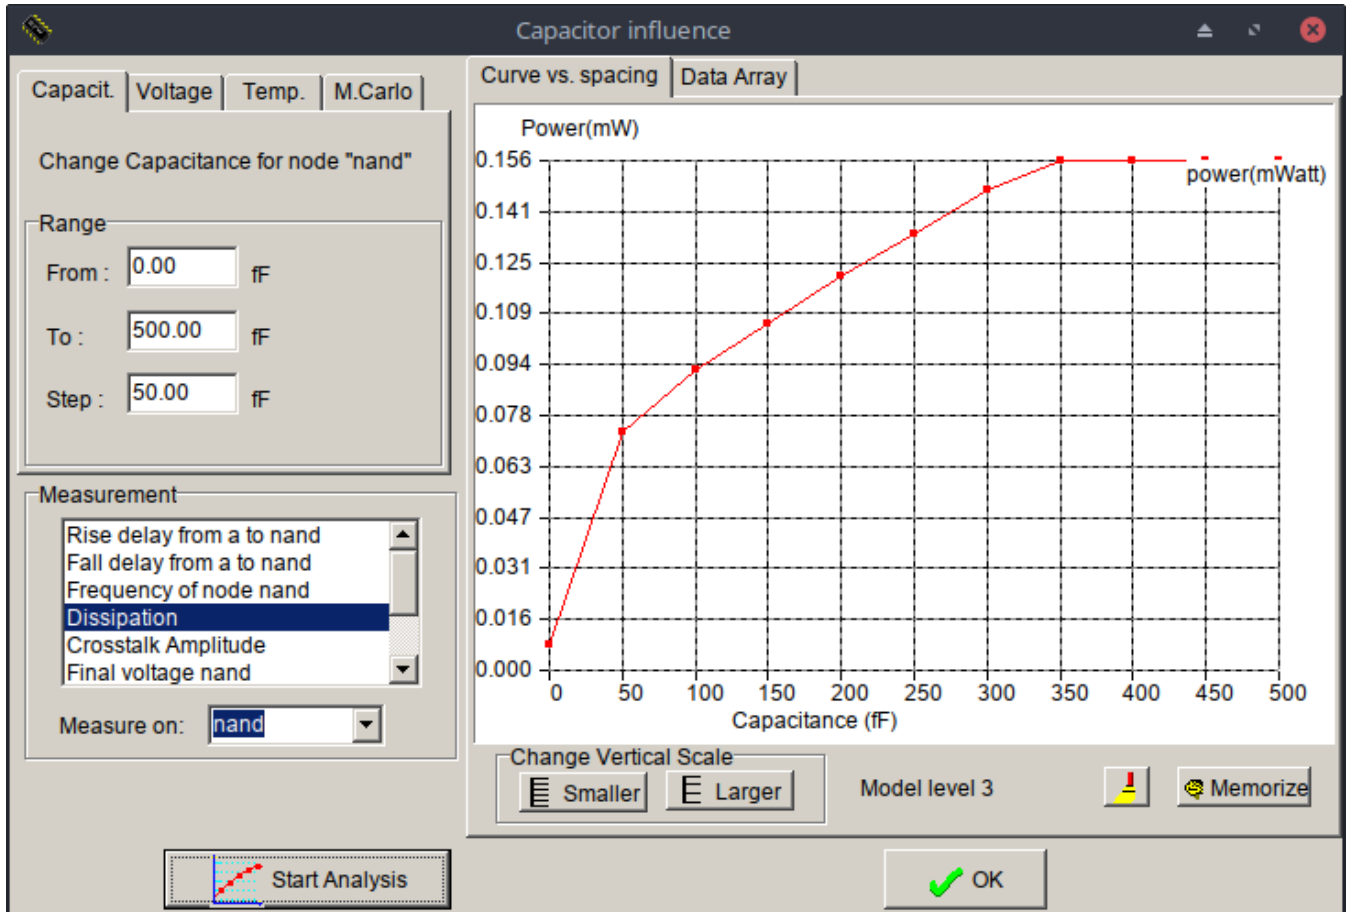 Capacitor influence
Capacit.
Voltage
Temp.
M.Carlo
Change Capacitance for node "nand"
Range
From : 0.00 fF
To : 500.00 fF
Step : 50.00 fF
Measurement
Rise delay from a to nand
Fall delay from a to nand
Frequency of node nand
Dissipation
Crosstalk Amplitude
Final voltage nand
Measure on: nand
Start Analysis
Curve vs. spacing
Data Array
Power(mW)
0.156
0.141
0.125
0.109
0.094
0.078
0.063
0.047
0.031
0.016
0.000
power(mWatt)
0 50 100 150 200 250 300 350 400 450 500
Capacitance (fF)
Change Vertical Scale
Smaller
Larger
Model level 3
Memorize
OK